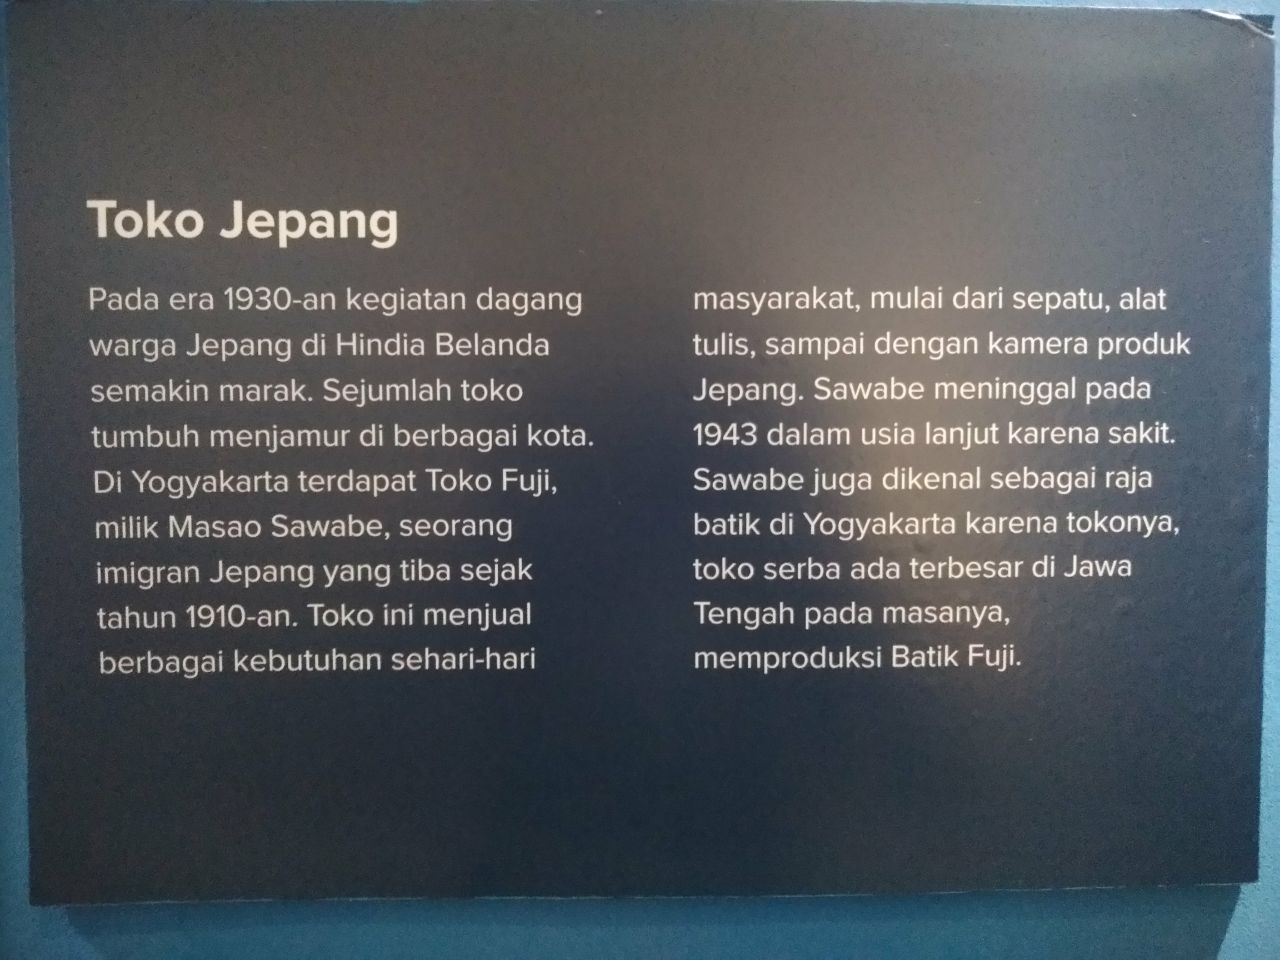 Toko Jepang
Pada era 1930-an kegiatan dagang
warga Jepang di Hindia Belanda
semakin marak. Sejumlah toko
tumbuh menjamur di berbagai kota.
Di Yogyakarta terdapat Toko Fuji,
milik Masao Sawabe, seorang
imigran Jepang yang tiba sejak
tahun 1910-an. Toko ini menjual
berbagai kebutuhan sehari-hari
masyarakat, mulai dari sepatu, alat
tulis, sampai dengan kamera produk
Jepang. Sawabe meninggal pada
1943 dalam usia lanjut karena sakit.
Sawabe juga dikenal sebagai raja
batik di Yogyakarta karena tokonya,
toko serba ada terbesar di Jawa
Tengah pada masanya,
memproduksi Batik Fuji.